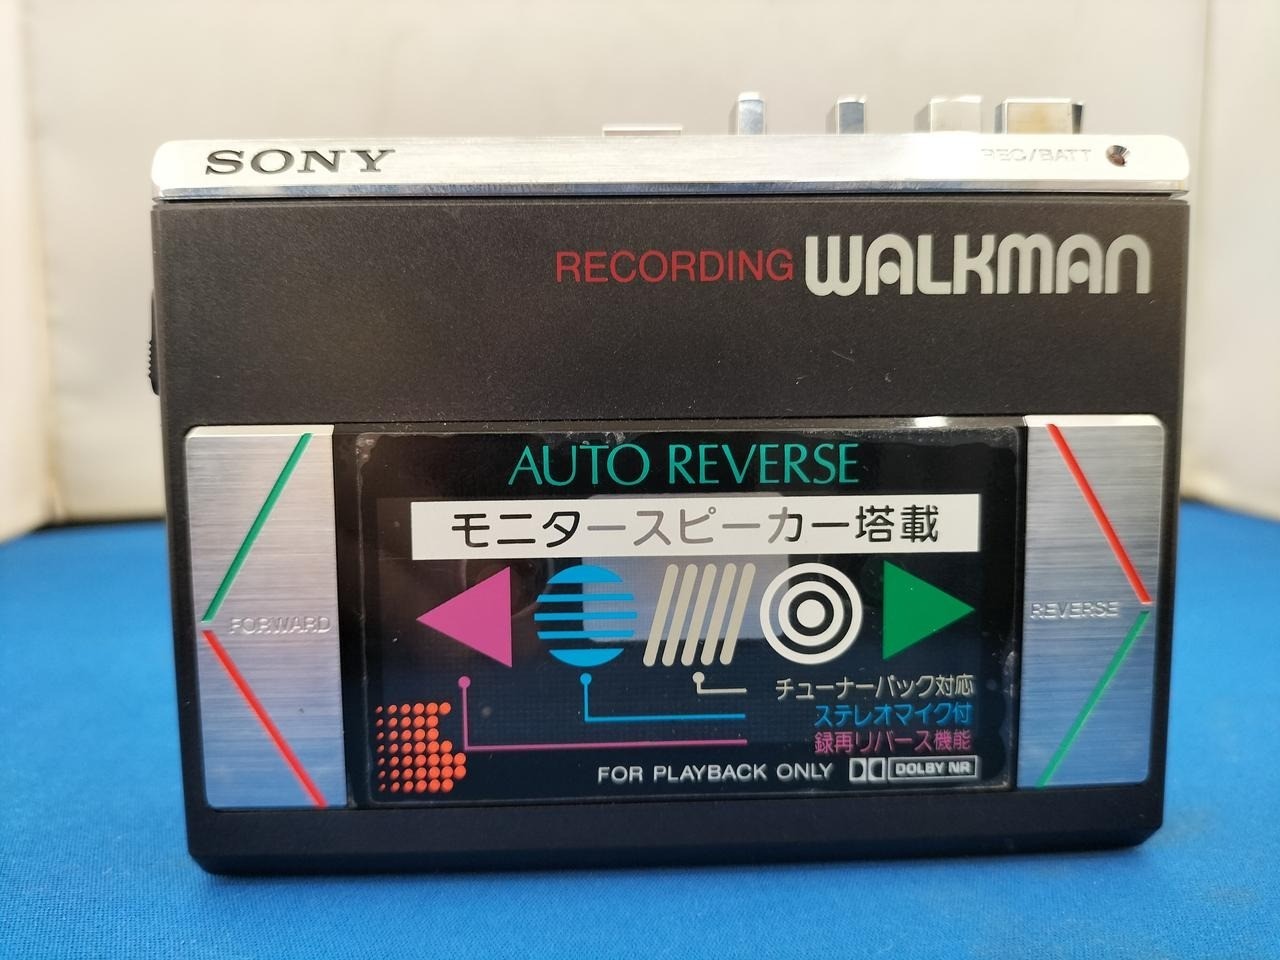 SONY
REC/BATT
RECORDING WALKMAN
AUTO REVERSE
モニタースピーカー塔載
FORWARD
REVERSE
チューナーパック対応
ステレオマイク付
録再リバース機能
FOR PLAYBACK ONLY DOLBY NR